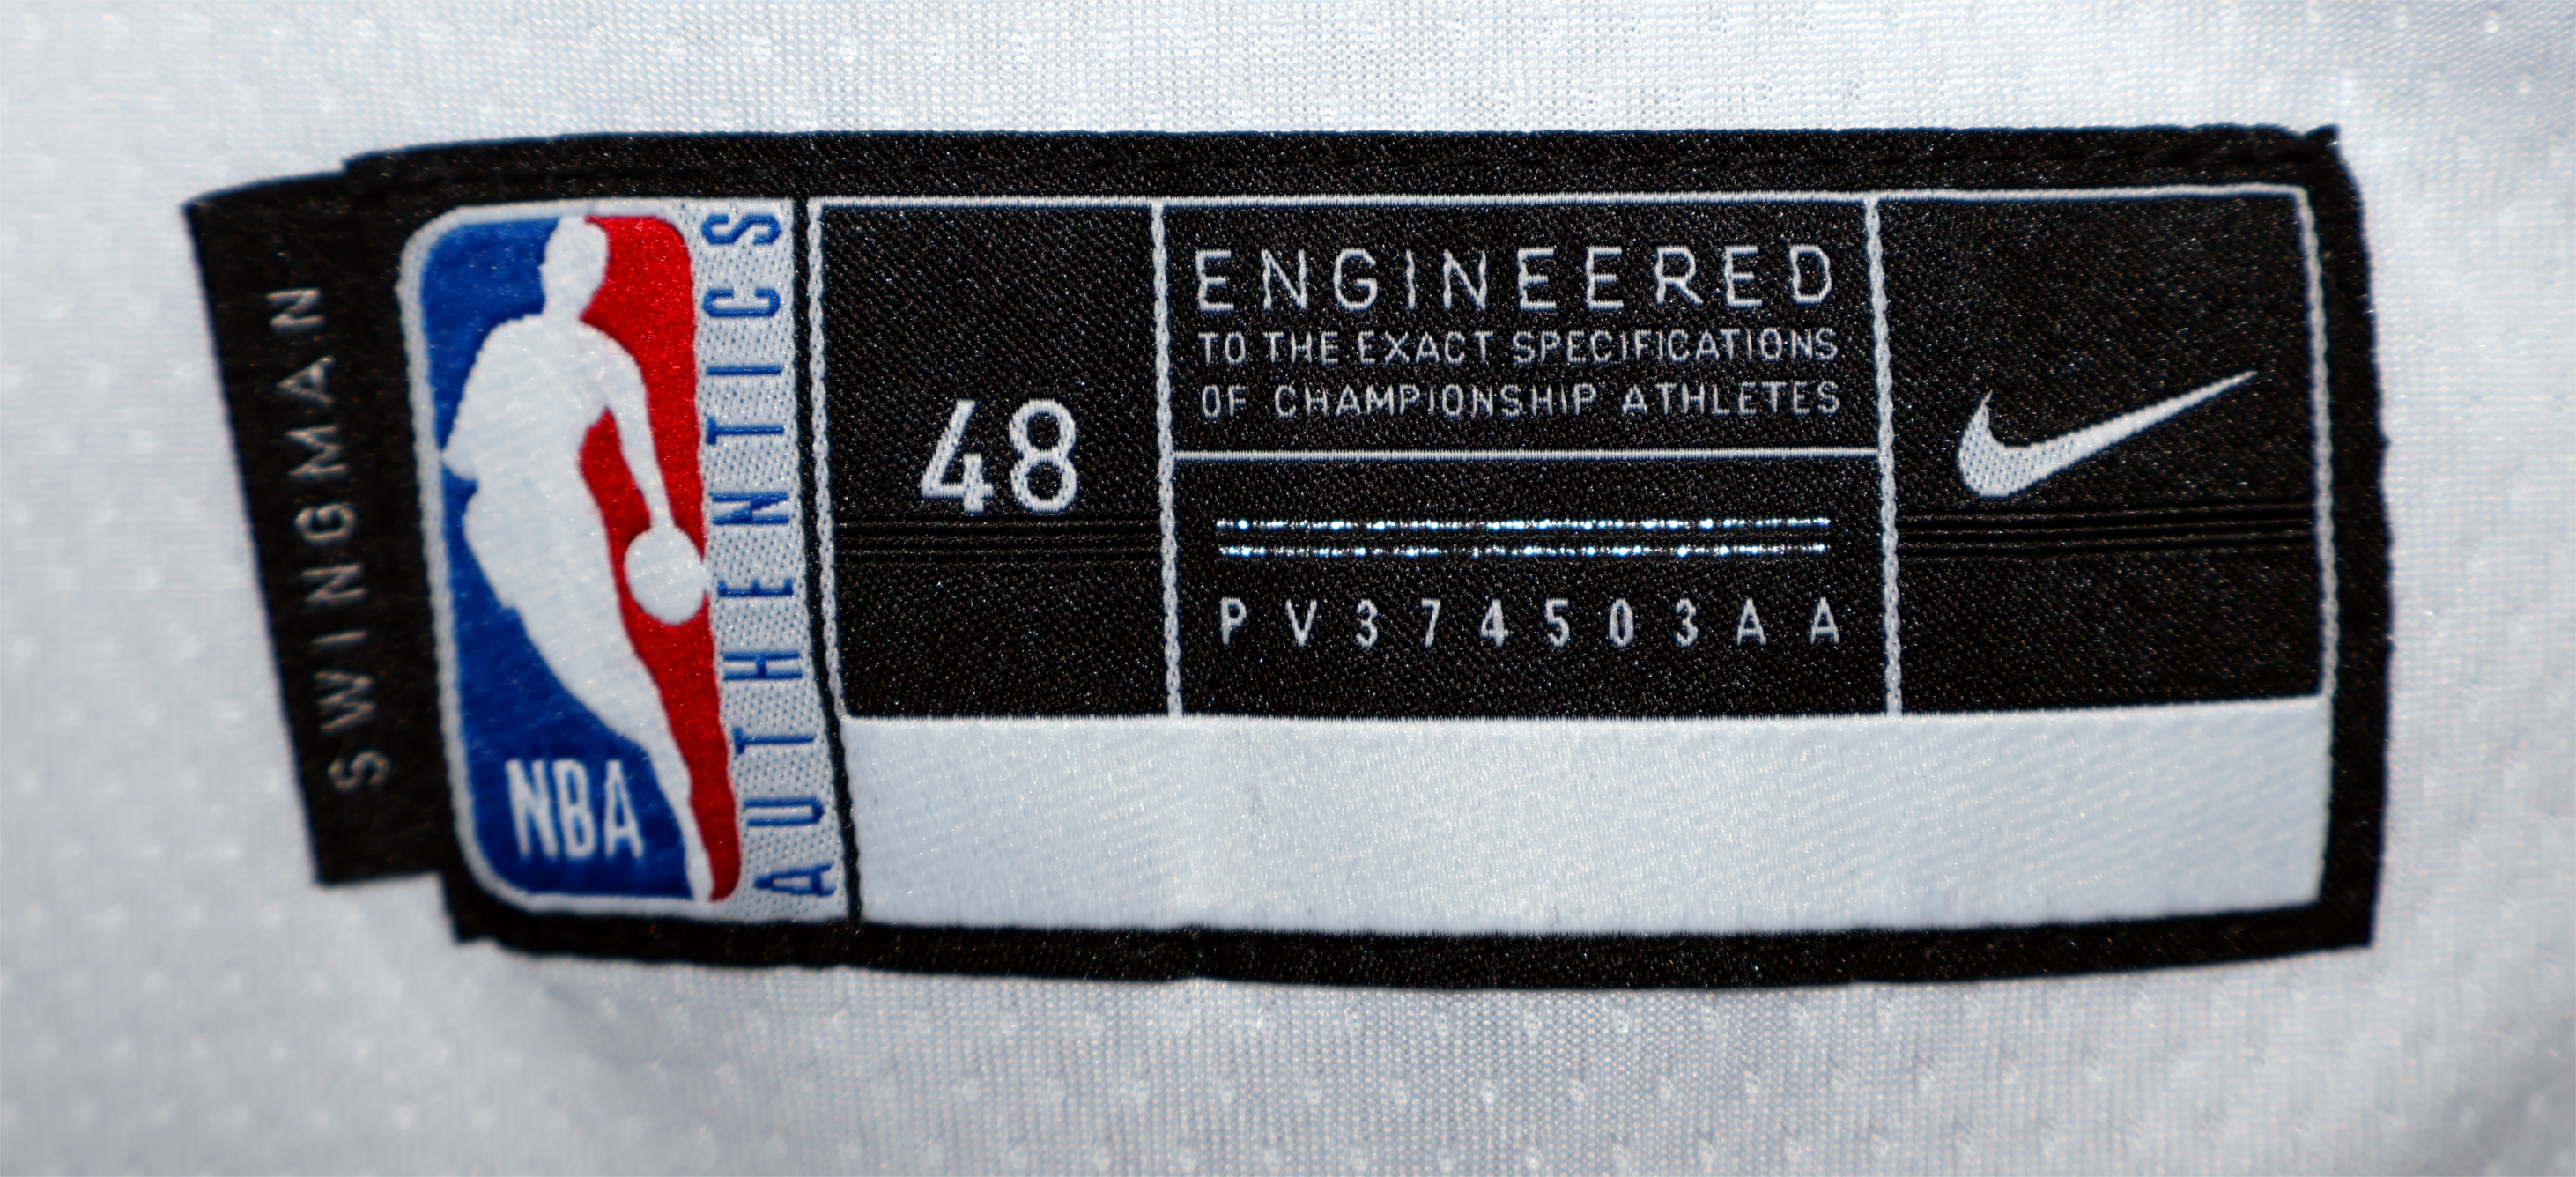 SWINGMAN
NBA
AUTHENTICS
48
ENGINEERED
TO THE EXACT SPECIFICATIONS
OF CHAMPIONSHIP ATHLETES
PV374503AA